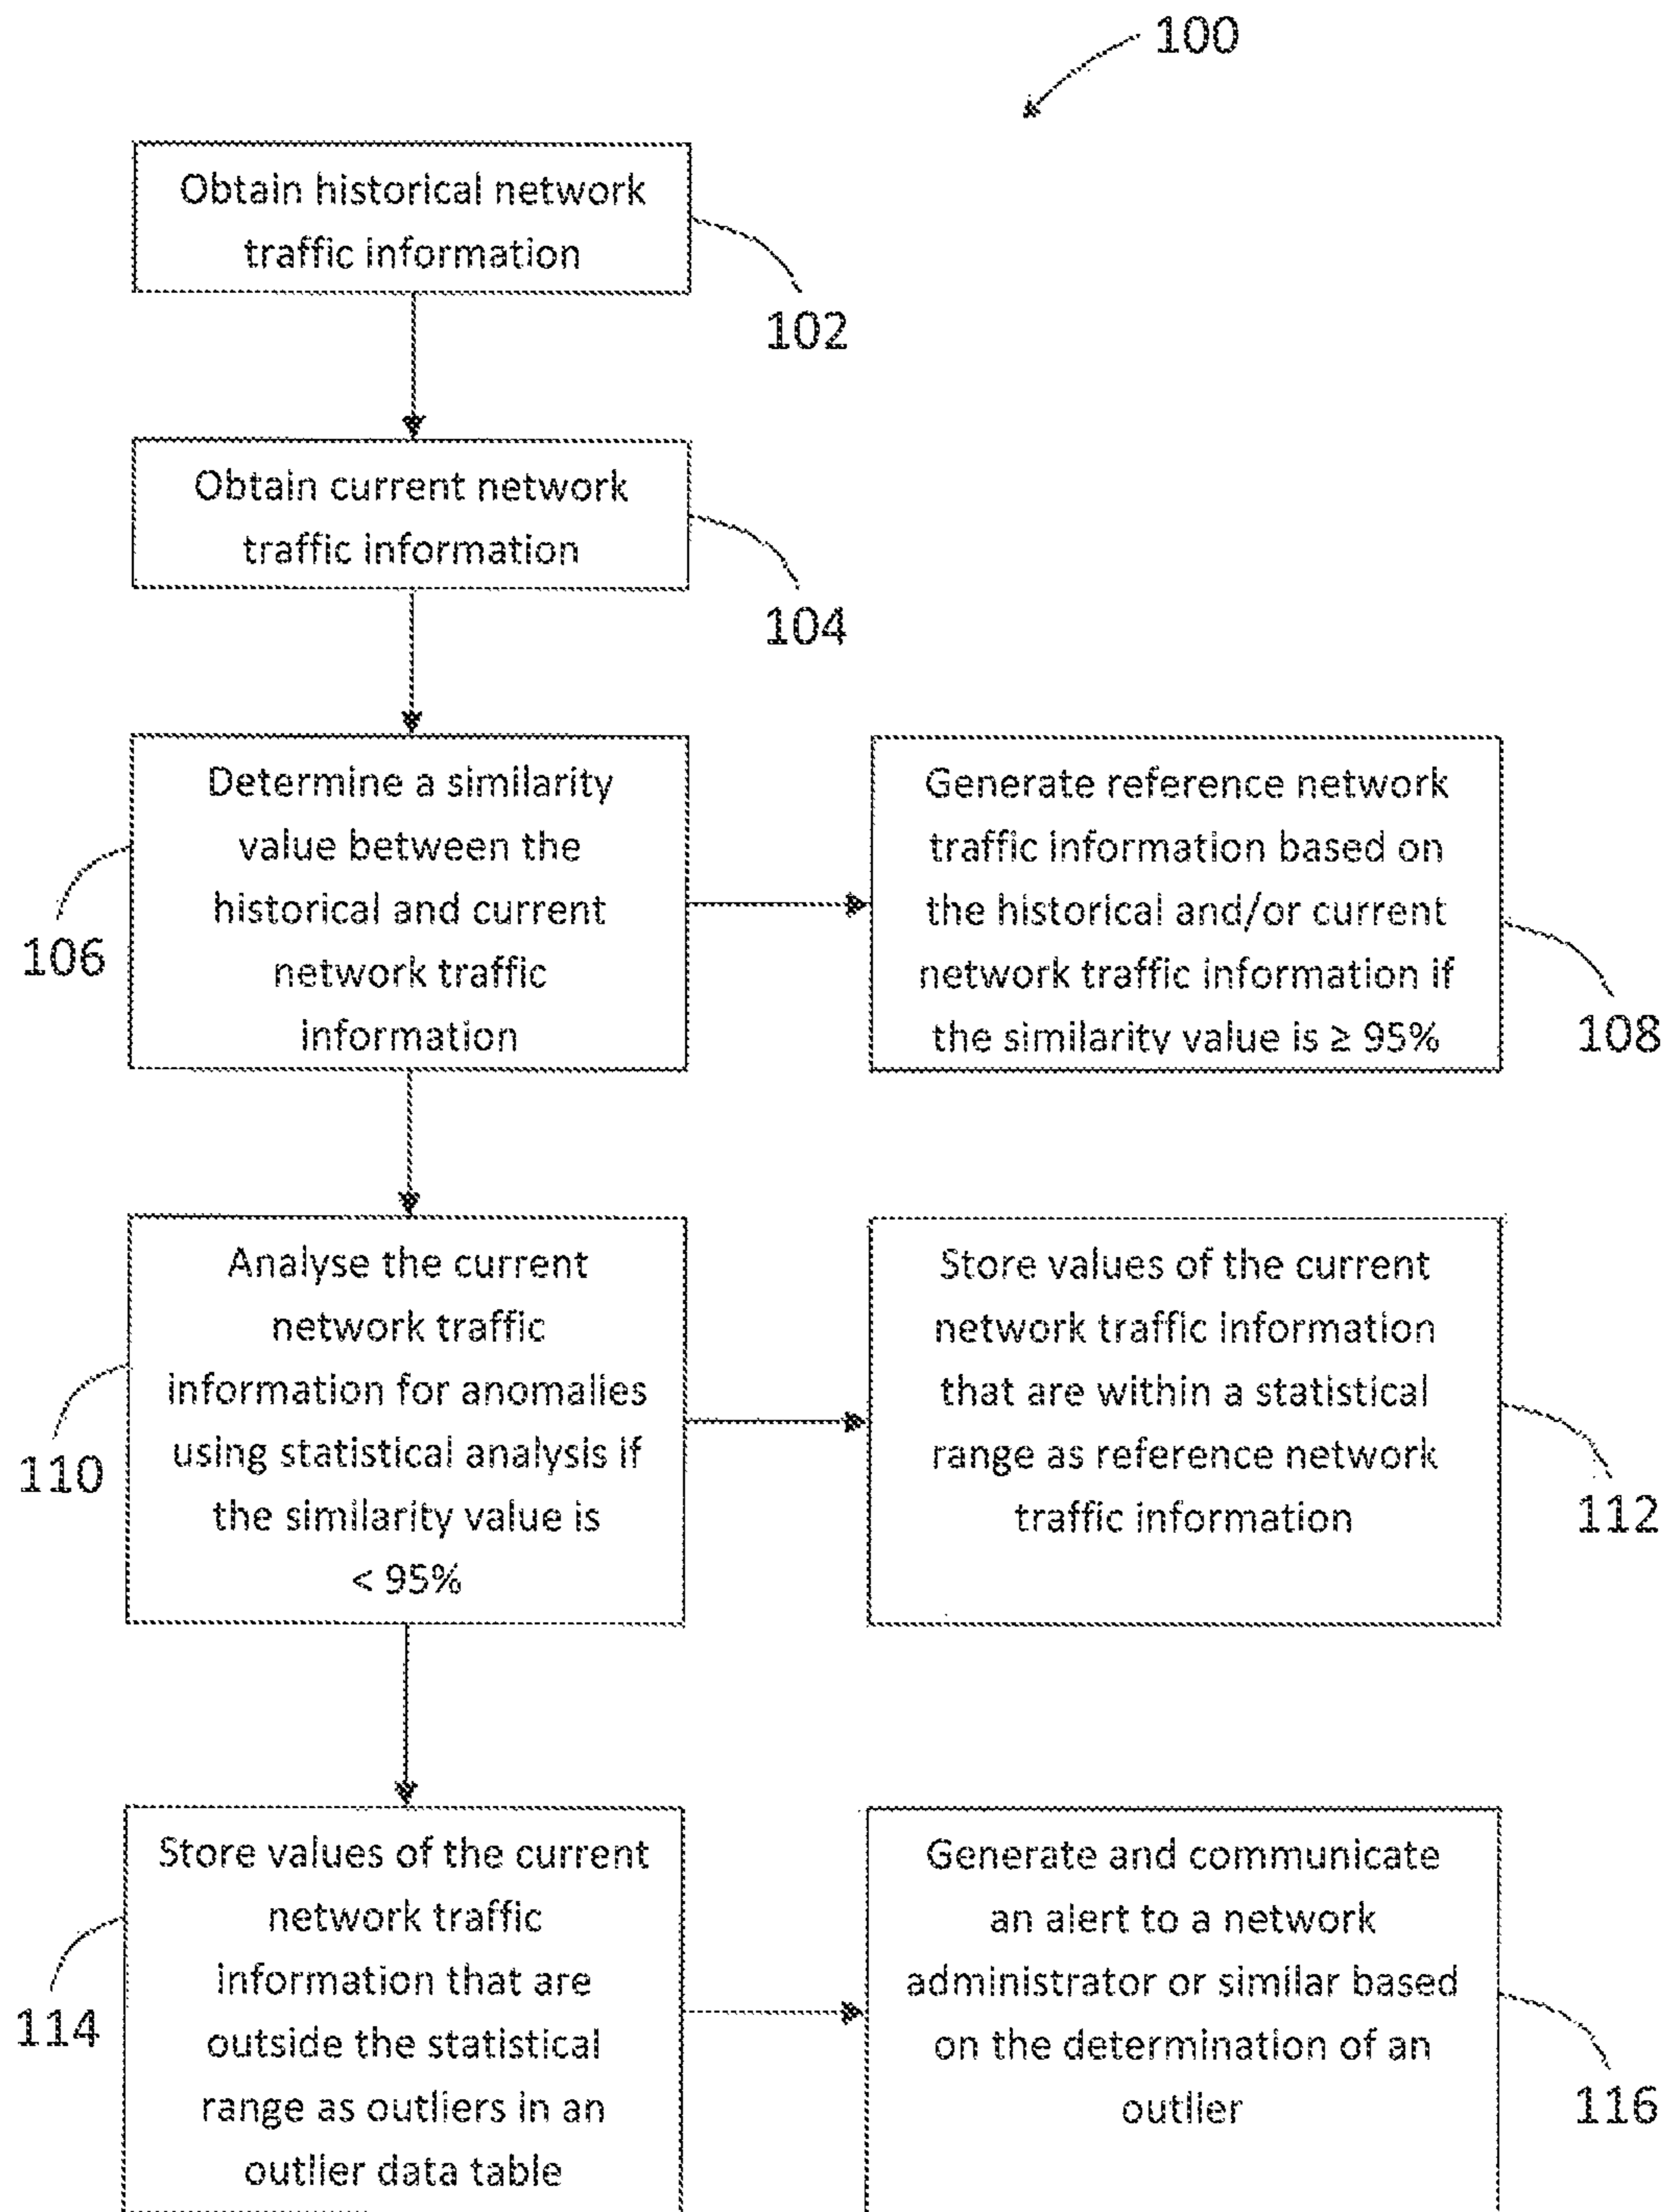 100
Obtain historical network
traffic information
102
Obtain current network
traffic information
104
Determine a similarity
value between the
historical and current
network traffic
information
106
Generate reference network
traffic information based on
the historical and/or current
network traffic information if
the similarity value is ≥ 95%
108
Analyse the current
network traffic
information for anomalies
using statistical analysis if
the similarity value is
< 95%
110
Store values of the current
network traffic information
that are within a statistical
range as reference network
traffic information
112
Store values of the current
network traffic
information that are
outside the statistical
range as outliers in an
outlier data table
114
Generate and communicate
an alert to a network
administrator or similar based
on the determination of an
outlier
116